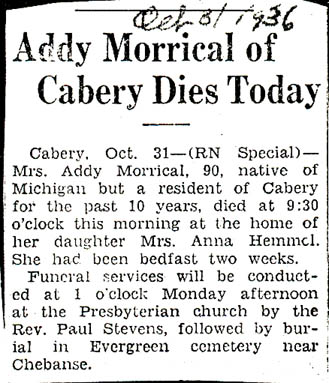 Oct 31 1936
Addy Morrical of
Cabery Dies Today
Cabery, Oct. 31—(RN Special)—
Mrs. Addy Morrical, 90, native of
Michigan but a resident of Cabery
for the past 10 years, died at 9:30
o'clock this morning at the home of
her daughter Mrs. Anna Hemmel.
She had been bedfast two weeks.
Funeral services will be conduct-
ed at 1 o'clock Monday afternoon
at the Presbyterian church by the
Rev. Paul Stevens, followed by bur-
ial in Evergreen cemetery near
Chebanse.